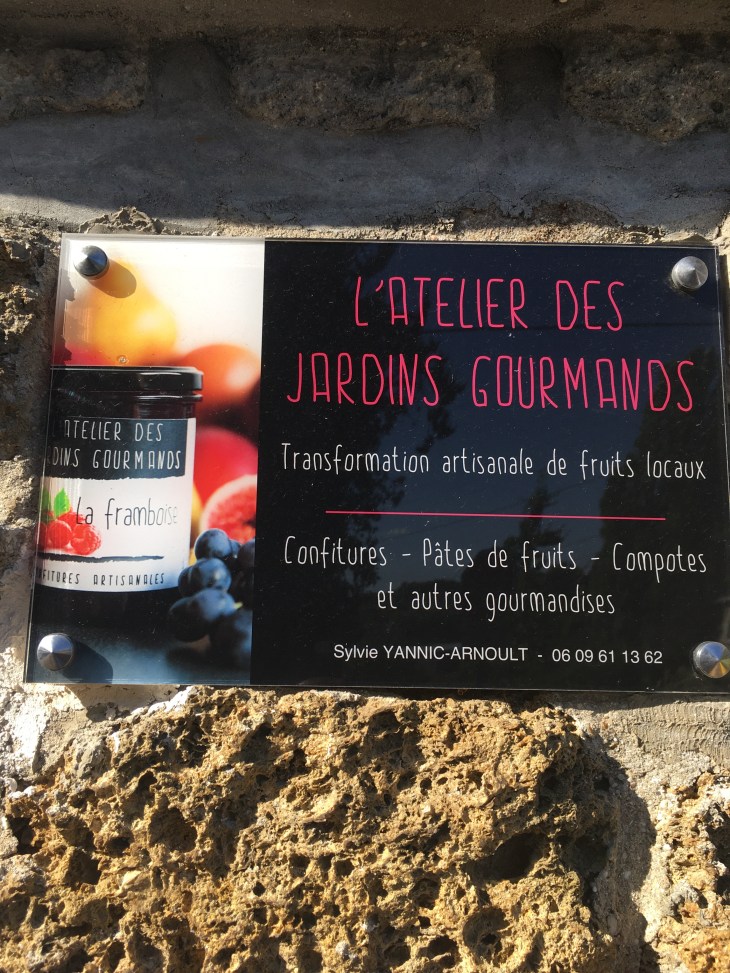 L'ATELIER DES
JARDINS GOURMANDS
Transformation artisanale de fruits locaux
Confitures - Pâtes de fruits - Compotes
et autres gourmandises
Sylvie YANNIC-ARNOULT - 06 09 61 13 62
ATELIER DES
DINS GOURMANDS
La framboise
NFITURES ARTISANALES